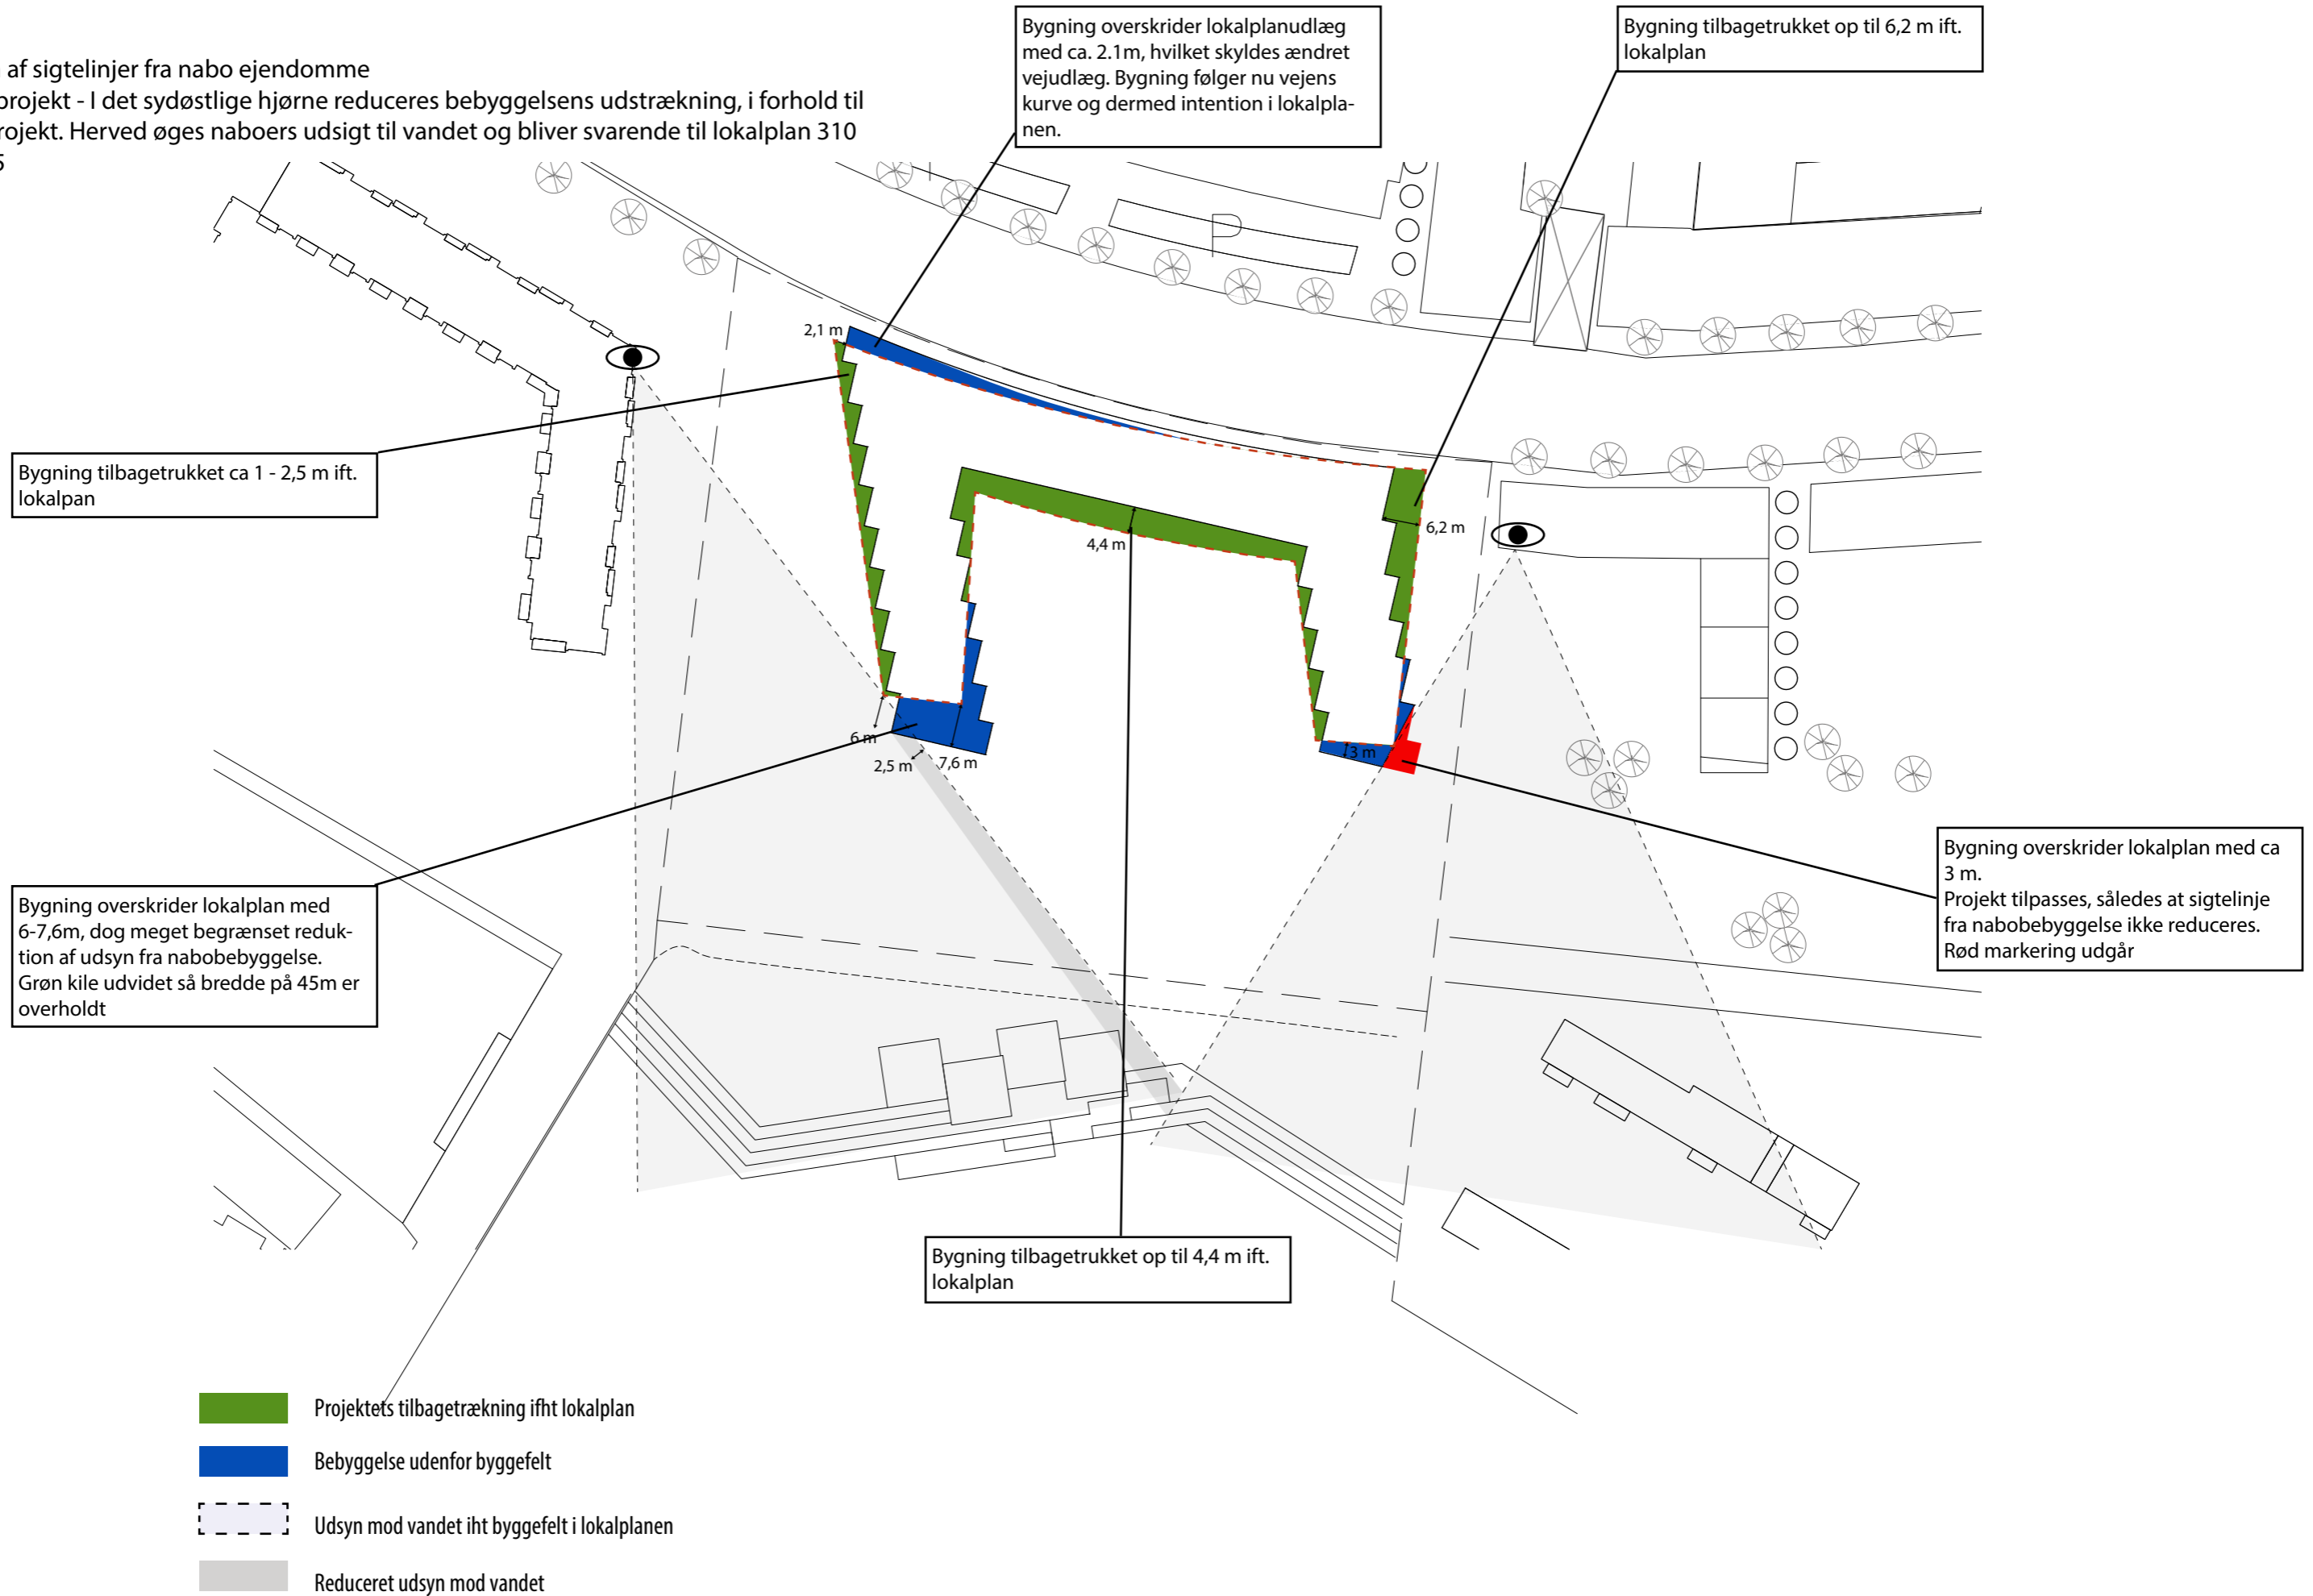 af sigtelinjer fra nabo ejendomme
projekt - I det sydøstlige hjørne reduceres bebyggelsens udstrækning, i forhold til
rojekt. Herved øges naboers udsigt til vandet og bliver svarende til lokalplan 310
Bygning overskrider lokalplanudlæg
med ca. 2.1m, hvilket skyldes ændret
vejudlæg. Bygning følger nu vejens
kurve og dermed intention i lokalpla-
nen.
Bygning tilbagetrukket op til 6,2 m ift.
lokalplan
P
2,1 m
Bygning tilbagetrukket ca 1 - 2,5 m ift.
lokalpan
4,4 m
6,2 m
6 m
2,5 m
7,6 m
3 m
Bygning overskrider lokalplan med
6-7,6m, dog meget begrænset reduk-
tion af udsyn fra nabobebyggelse.
Grøn kile udvidet så bredde på 45m er
overholdt
Bygning overskrider lokalplan med ca
3 m.
Projekt tilpasses, således at sigtelinje
fra nabobebyggelse ikke reduceres.
Rød markering udgår
Bygning tilbagetrukket op til 4,4 m ift.
lokalplan
Projektets tilbagetrækning ifht lokalplan
Bebyggelse udenfor byggefelt
Udsyn mod vandet iht byggefelt i lokalplanen
Reduceret udsyn mod vandet